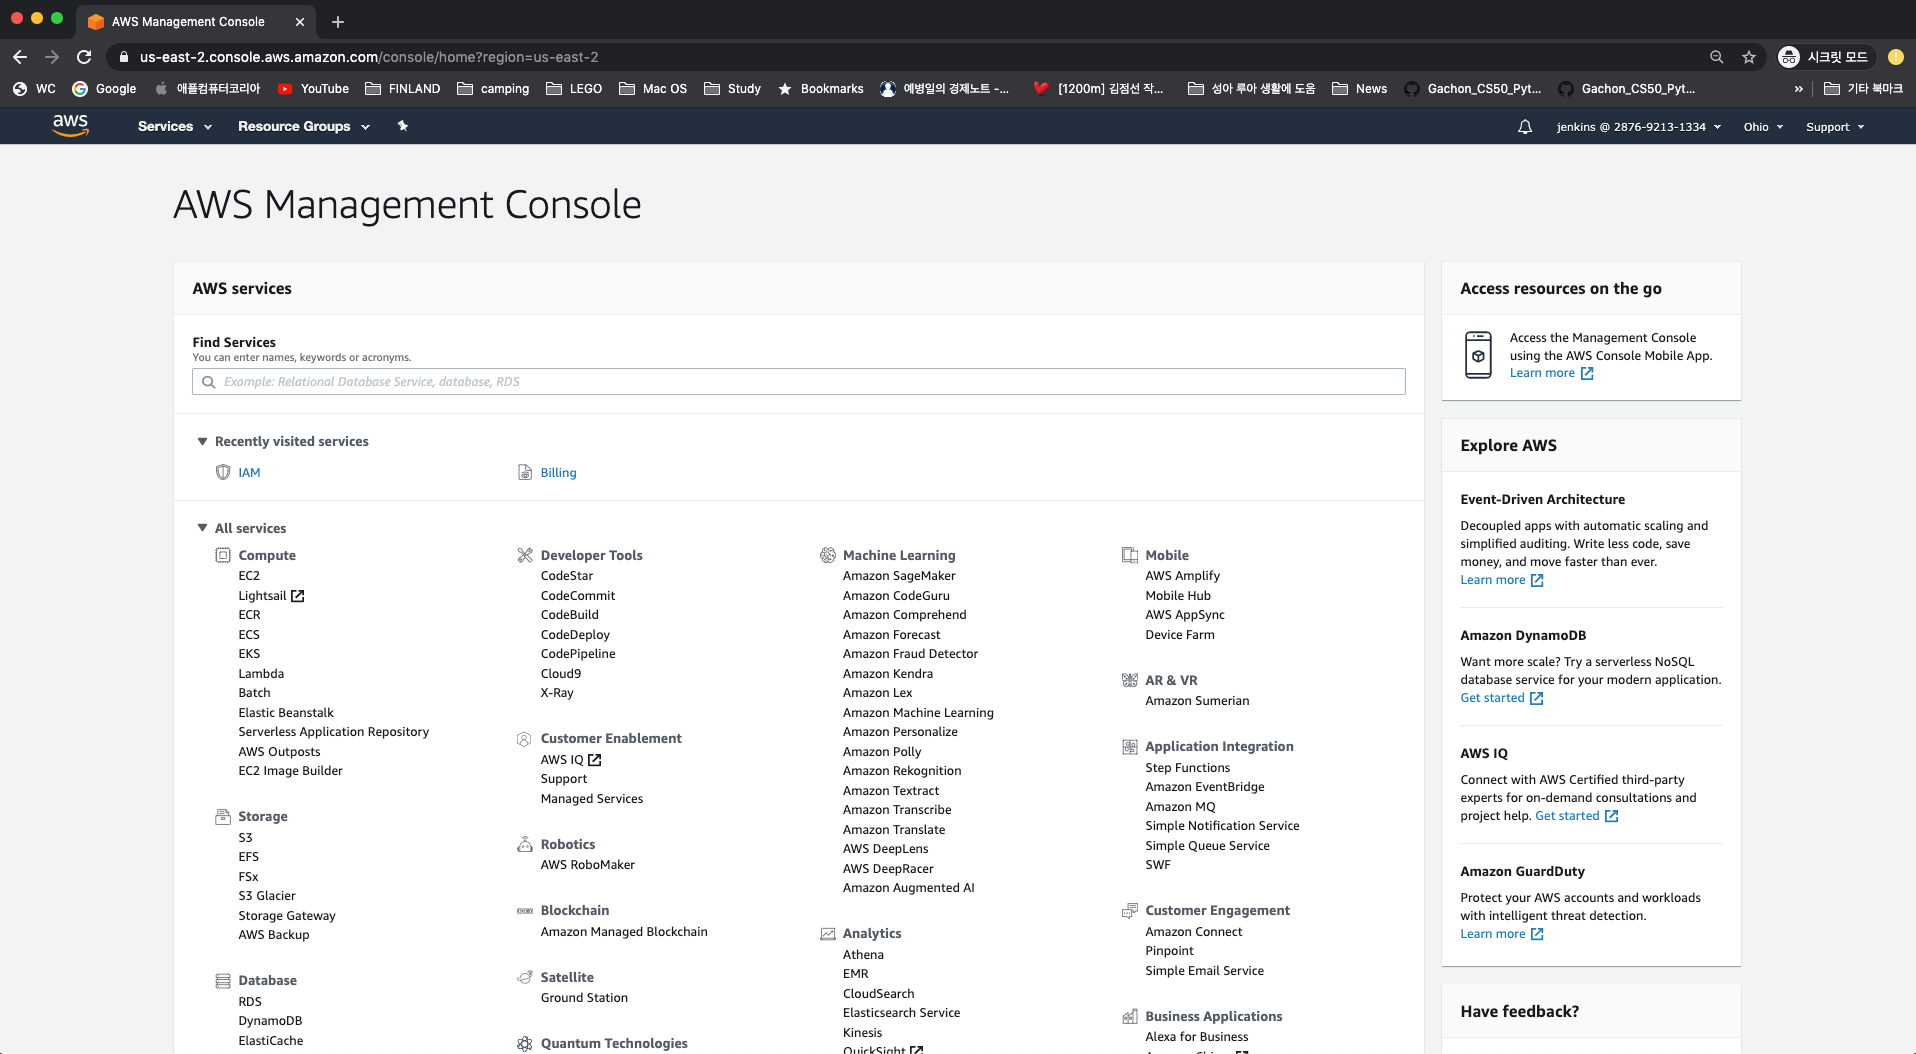 AWS Management Console
us-east-2.console.aws.amazon.com/console/home?region=us-east-2
시크릿 모드
WC
Google
애플컴퓨터코리아
YouTube
FINLAND
camping
LEGO
Mac OS
Study
Bookmarks
예병일의 경제노트 -...
[1200m] 김점선 작...
성아 루아 생활에 도움
News
Gachon_CS50_Pyt...
Gachon_CS50_Pyt...
»
기타 북마크
aws
Services
Resource Groups
jenkins @ 2876-9213-1334
Ohio
Support
AWS Management Console
AWS services
Find Services
You can enter names, keywords or acronyms.
Example: Relational Database Service, database, RDS
Recently visited services
IAM
Billing
All services
Compute
EC2
Lightsail
ECR
ECS
EKS
Lambda
Batch
Elastic Beanstalk
Serverless Application Repository
AWS Outposts
EC2 Image Builder
Storage
S3
EFS
FSx
S3 Glacier
Storage Gateway
AWS Backup
Database
RDS
DynamoDB
ElastiCache
Developer Tools
CodeStar
CodeCommit
CodeBuild
CodeDeploy
CodePipeline
Cloud9
X-Ray
Customer Enablement
AWS IQ
Support
Managed Services
Robotics
AWS RoboMaker
Blockchain
Amazon Managed Blockchain
Satellite
Ground Station
Quantum Technologies
Machine Learning
Amazon SageMaker
Amazon CodeGuru
Amazon Comprehend
Amazon Forecast
Amazon Fraud Detector
Amazon Kendra
Amazon Lex
Amazon Machine Learning
Amazon Personalize
Amazon Polly
Amazon Rekognition
Amazon Textract
Amazon Transcribe
Amazon Translate
AWS DeepLens
AWS DeepRacer
Amazon Augmented AI
Analytics
Athena
EMR
CloudSearch
Elasticsearch Service
Kinesis
QuickSight
Mobile
AWS Amplify
Mobile Hub
AWS AppSync
Device Farm
AR & VR
Amazon Sumerian
Application Integration
Step Functions
Amazon EventBridge
Amazon MQ
Simple Notification Service
Simple Queue Service
SWF
Customer Engagement
Amazon Connect
Pinpoint
Simple Email Service
Business Applications
Alexa for Business
Access resources on the go
Access the Management Console
using the AWS Console Mobile App.
Learn more
Explore AWS
Event-Driven Architecture
Decoupled apps with automatic scaling and
simplified auditing. Write less code, save
money, and move faster than ever.
Learn more
Amazon DynamoDB
Want more scale? Try a serverless NoSQL
database service for your modern application.
Get started
AWS IQ
Connect with AWS Certified third-party
experts for on-demand consultations and
project help. Get started
Amazon GuardDuty
Protect your AWS accounts and workloads
with intelligent threat detection.
Learn more
Have feedback?